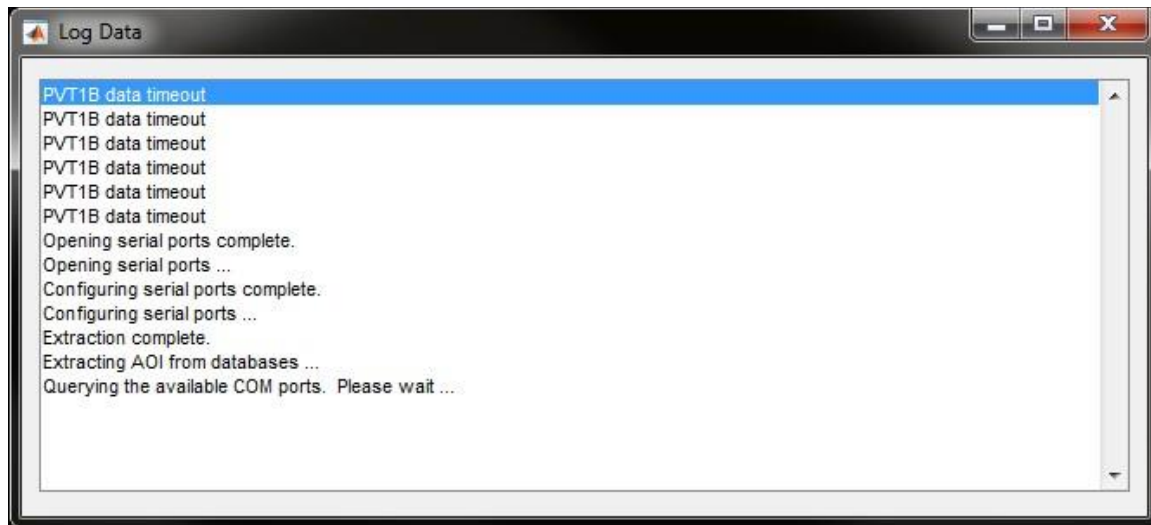 Log Data
PVT1B data timeout
PVT1B data timeout
PVT1B data timeout
PVT1B data timeout
PVT1B data timeout
PVT1B data timeout
Opening serial ports complete.
Opening serial ports ...
Configuring serial ports complete.
Configuring serial ports ...
Extraction complete.
Extracting AOI from databases ...
Querying the available COM ports.  Please wait ...